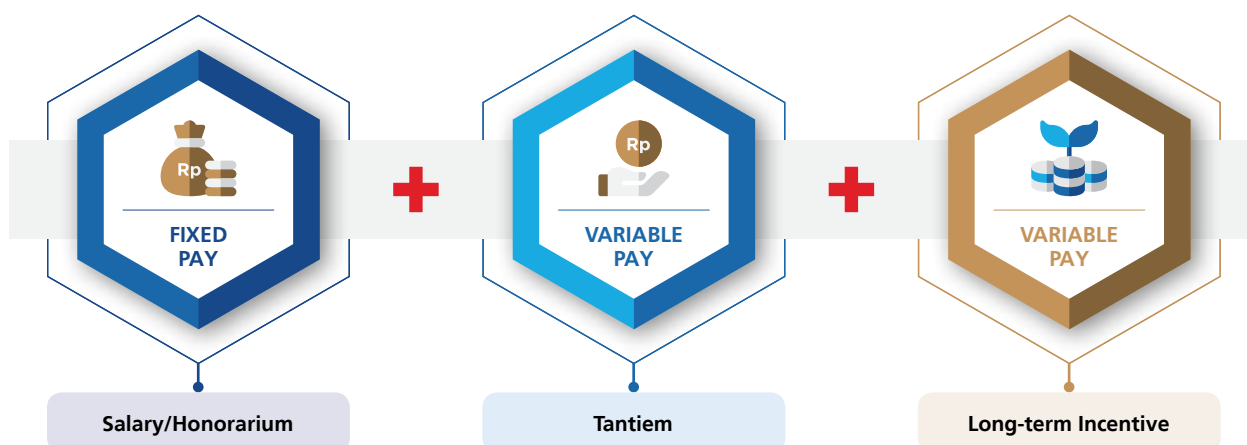 Rp
FIXED
PAY
Salary/Honorarium
Rp
VARIABLE
PAY
Tantiem
VARIABLE
PAY
Long-term Incentive